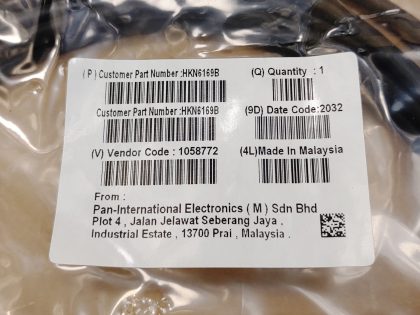 ( P ) Customer Part Number :HKN6169B
(Q) Quantity : 1
Customer Part Number :HKN6169B
(9D) Date Code:2032
(V) Vendor Code : 1058772
(4L)Made In Malaysia
From :
Pan-International Electronics ( M ) Sdn Bhd
Plot 4 , Jalan Jelawat Seberang Jaya ,
Industrial Estate , 13700 Prai , Malaysia .